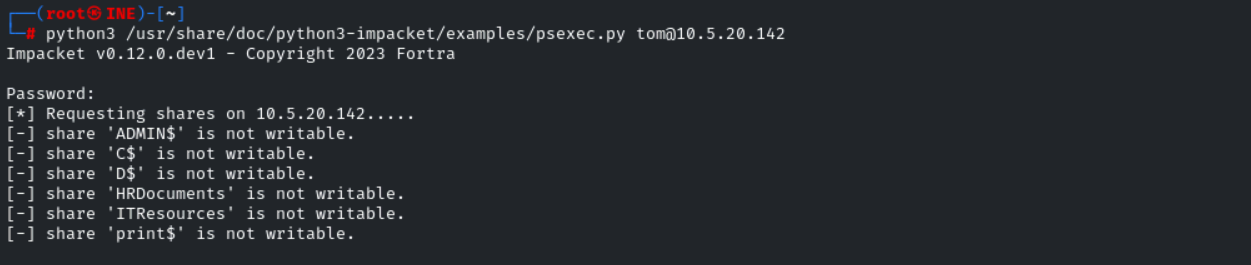 ┌──(root㉿INE)-[~]
└─# python3 /usr/share/doc/python3-impacket/examples/psexec.py tom@10.5.20.142
Impacket v0.12.0.dev1 - Copyright 2023 Fortra
Password:
[*] Requesting shares on 10.5.20.142.....
[-] share 'ADMIN$' is not writable.
[-] share 'C$' is not writable.
[-] share 'D$' is not writable.
[-] share 'HRDocuments' is not writable.
[-] share 'ITResources' is not writable.
[-] share 'print$' is not writable.